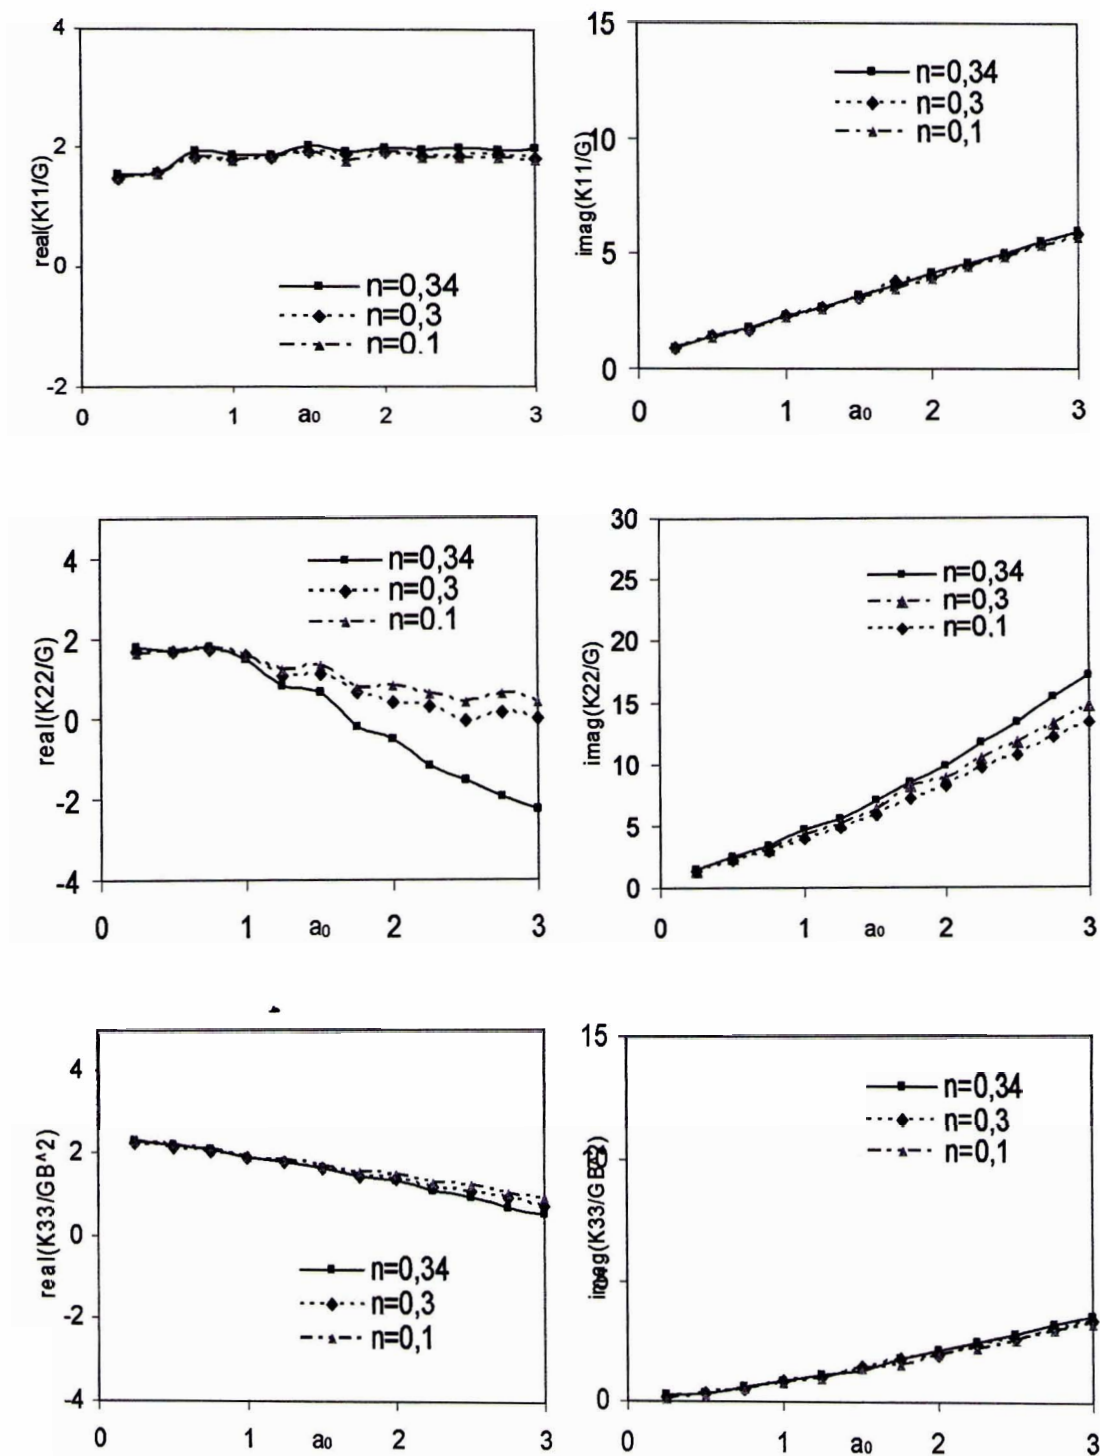 4
2
0
-2
real(K11/G)
n=0,34
n=0,3
n=0.1
0 1 a₀ 2 3
15
10
5
0
imag(K11/G)
n=0,34
n=0,3
n=0,1
0 1 a₀ 2 3
4
2
0
-2
-4
real(K22/G)
n=0,34
n=0,3
n=0.1
0 1 a₀ 2 3
30
25
20
15
10
5
0
imag(K22/G)
n=0,34
n=0,3
n=0.1
0 1 a₀ 2 3
4
2
0
-2
-4
real(K33/GB^2)
n=0,34
n=0,3
n=0,1
0 1 a₀ 2 3
15
0
imag(K33/GB^2)
n=0,34
n=0,3
n=0,1
0 1 a₀ 2 3